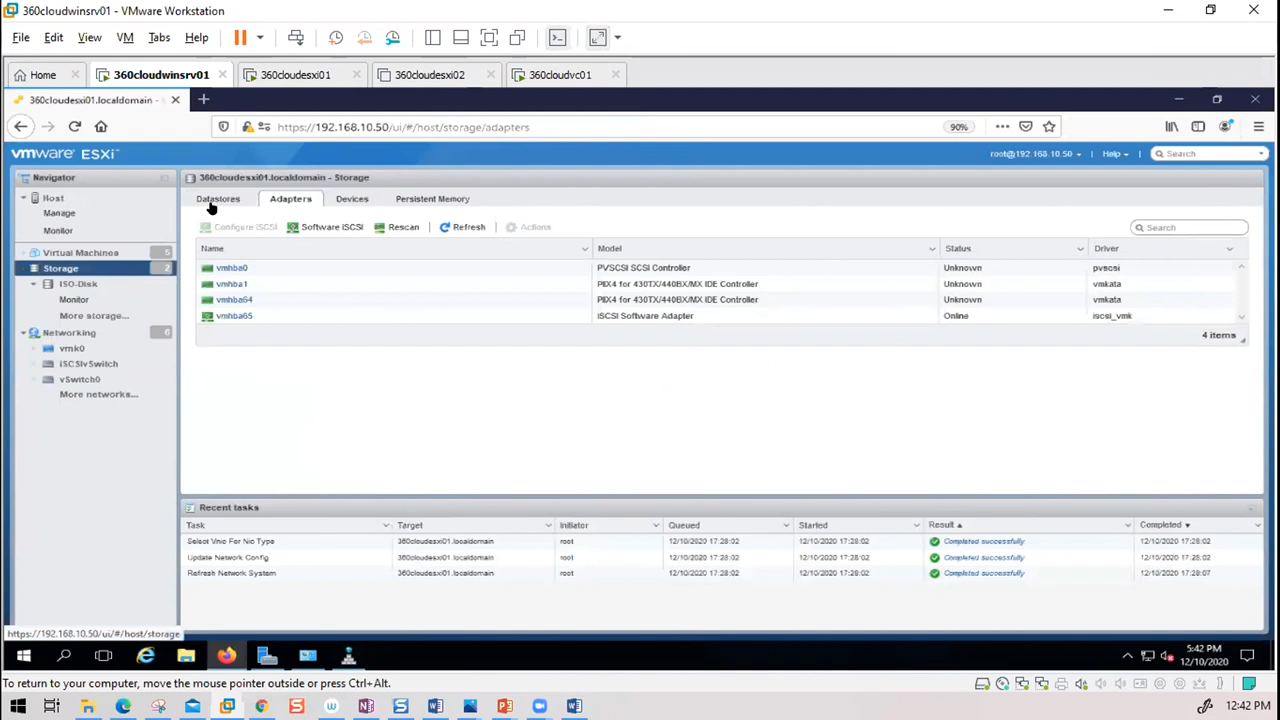 360cloudwinsrv01 - VMware Workstation
File Edit View VM Tabs Help
Home 360cloudwinsrv01 360cloudesxi01 360cloudesxi02 360cloudvc01
360cloudesxi01.localdomain -
https://192.168.10.50/ui/#/host/storage/adapters 90%
vmware ESXi root@192.168.10.50 Help Search
Navigator
360cloudesxi01.localdomain - Storage
Host
Manage
Monitor
Virtual Machines 5
Storage 2
ISO-Disk
Monitor
More storage...
Networking 6
vmk0
iSCSIvSwitch
vSwitch0
More networks...
Datastores Adapters Devices Persistent Memory
Configure iSCSI Software iSCSI Rescan Refresh Actions Search
Name Model Status Driver
vmhba0 PVSCSI SCSI Controller Unknown pvscsi
vmhba1 PIIX4 for 430TX/440BX/MX IDE Controller Unknown vmkata
vmhba64 PIIX4 for 430TX/440BX/MX IDE Controller Unknown vmkata
vmhba65 iSCSI Software Adapter Online iscsi_vmk
4 items
Recent tasks
Task Target Initiator Queued Started Result Completed
Select Vnic For Nic Type 360cloudesxi01.localdomain root 12/10/2020 17:28:02 12/10/2020 17:28:02 Completed successfully 12/10/2020 17:28:02
Update Network Config 360cloudesxi01.localdomain root 12/10/2020 17:28:02 12/10/2020 17:28:02 Completed successfully 12/10/2020 17:28:02
Refresh Network System 360cloudesxi01.localdomain root 12/10/2020 17:28:02 12/10/2020 17:28:02 Completed successfully 12/10/2020 17:28:07
https://192.168.10.50/ui/#/host/storage
5:42 PM
12/10/2020
To return to your computer, move the mouse pointer outside or press Ctrl+Alt.
12:42 PM